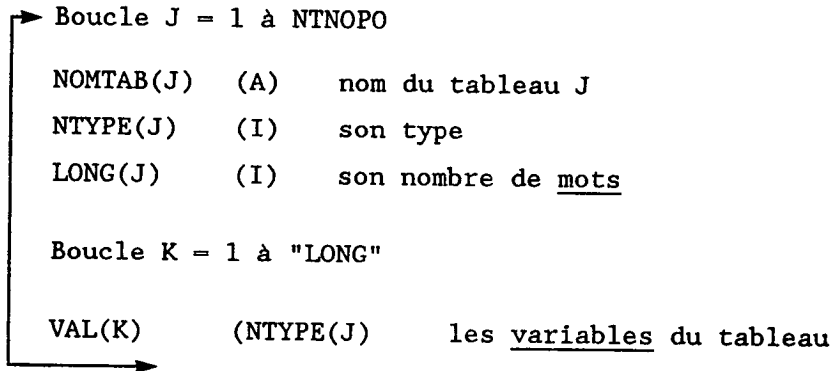 Boucle J = 1 à NTNOPO
NOMTAB(J) (A) nom du tableau J
NTYPE(J) (I) son type
LONG(J) (I) son nombre de mots
Boucle K = 1 à "LONG"
VAL(K) (NTYPE(J) les variables du tableau